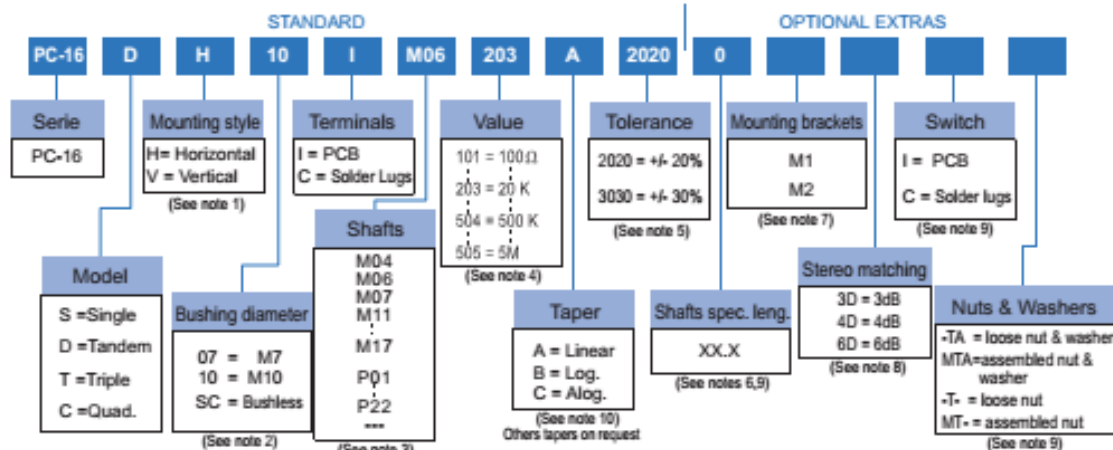 STANDARD
OPTIONAL EXTRAS
PC-16 D H 10 I M06 203 A 2020 0
Serie
PC-16
Mounting style
H= Horizontal
V = Vertical
(See note 1)
Terminals
I = PCB
C = Solder Lugs
Value
101 = 100Ω
203 = 20 K
504 = 500 K
505 = 5M
(See note 4)
Tolerance
2020 = +/- 20%
3030 = +/- 30%
(See note 5)
Mounting brackets
M1
M2
(See note 7)
Switch
I = PCB
C = Solder lugs
(See note 9)
Model
S =Single
D =Tandem
T =Triple
C =Quad.
Bushing diameter
07 = M7
10 = M10
SC = Bushless
(See note 2)
Shafts
M04
M06
M07
M11
M17
P01
P22
---
(See note 3)
Taper
A = Linear
B = Log.
C = Alog.
(See note 10)
Others tapers on request
Shafts spec. leng.
XX.X
(See notes 6,9)
Stereo matching
3D = 3dB
4D = 4dB
6D = 6dB
(See note 8)
Nuts & Washers
-TA = loose nut & washer
MTA=assembled nut &
washer
-T- = loose nut
MT- = assembled nut
(See note 9)